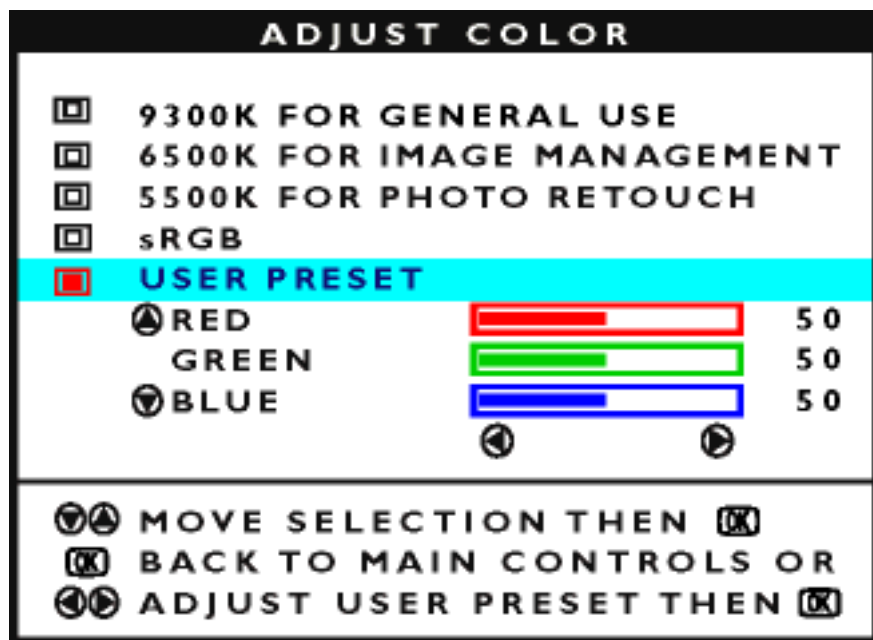 ADJUST COLOR
9300K FOR GENERAL USE
6500K FOR IMAGE MANAGEMENT
5500K FOR PHOTO RETOUCH
sRGB
USER PRESET
RED 50
GREEN 50
BLUE 50
MOVE SELECTION THEN OK
OK BACK TO MAIN CONTROLS OR
ADJUST USER PRESET THEN OK